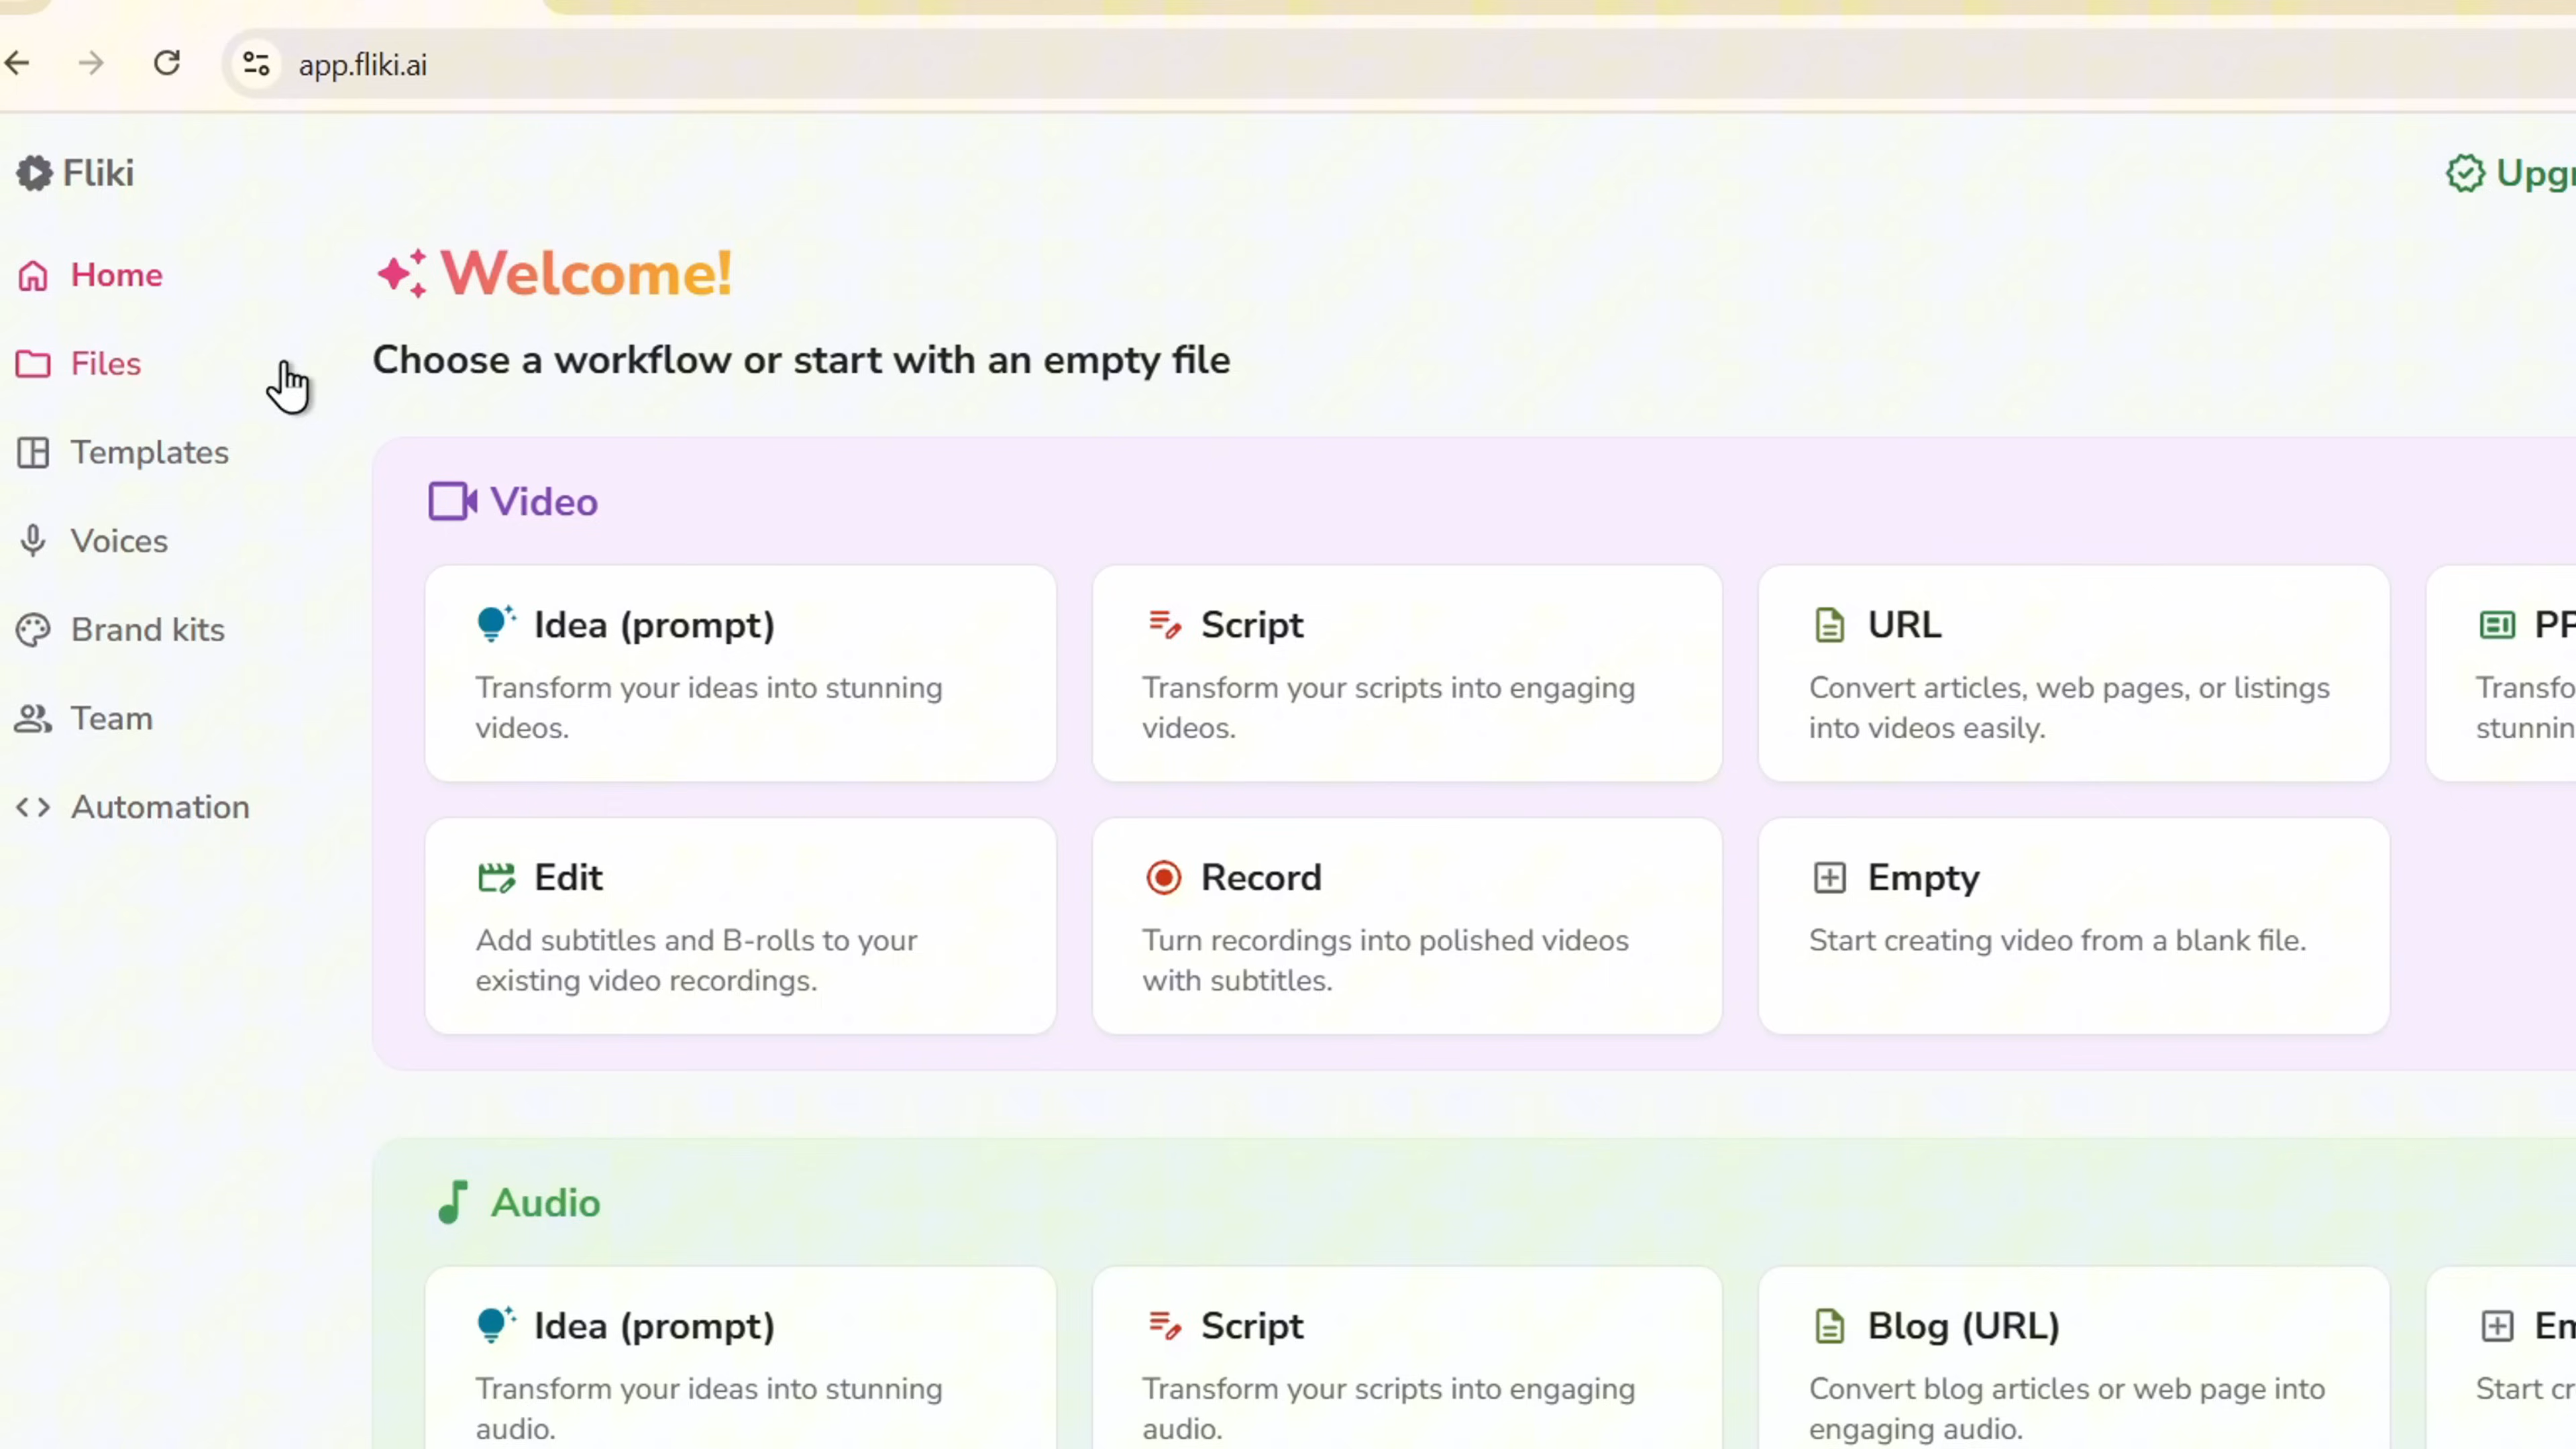 app.fliki.ai
Fliki
Upgr
Home
Files
Templates
Voices
Brand kits
Team
Automation
Welcome!
Choose a workflow or start with an empty file
Video
Idea (prompt)
Transform your ideas into stunning
videos.
Script
Transform your scripts into engaging
videos.
URL
Convert articles, web pages, or listings
into videos easily.
PP
Transfo
stunnin
Edit
Add subtitles and B-rolls to your
existing video recordings.
Record
Turn recordings into polished videos
with subtitles.
Empty
Start creating video from a blank file.
Audio
Idea (prompt)
Transform your ideas into stunning
audio.
Script
Transform your scripts into engaging
audio.
Blog (URL)
Convert blog articles or web page into
engaging audio.
Em
Start cr